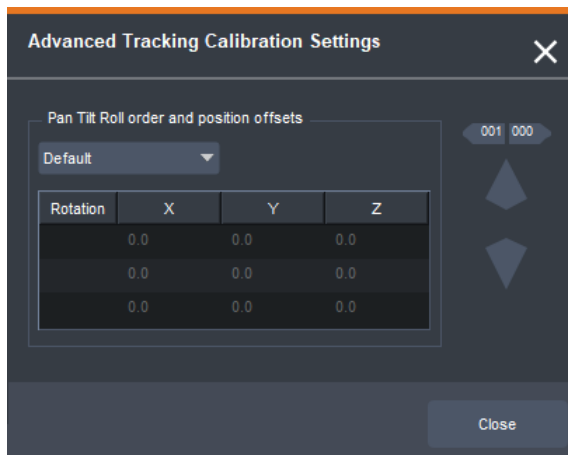 Advanced Tracking Calibration Settings
Pan Tilt Roll order and position offsets
001 000
Default
Rotation X Y Z
0.0 0.0 0.0
0.0 0.0 0.0
0.0 0.0 0.0
Close